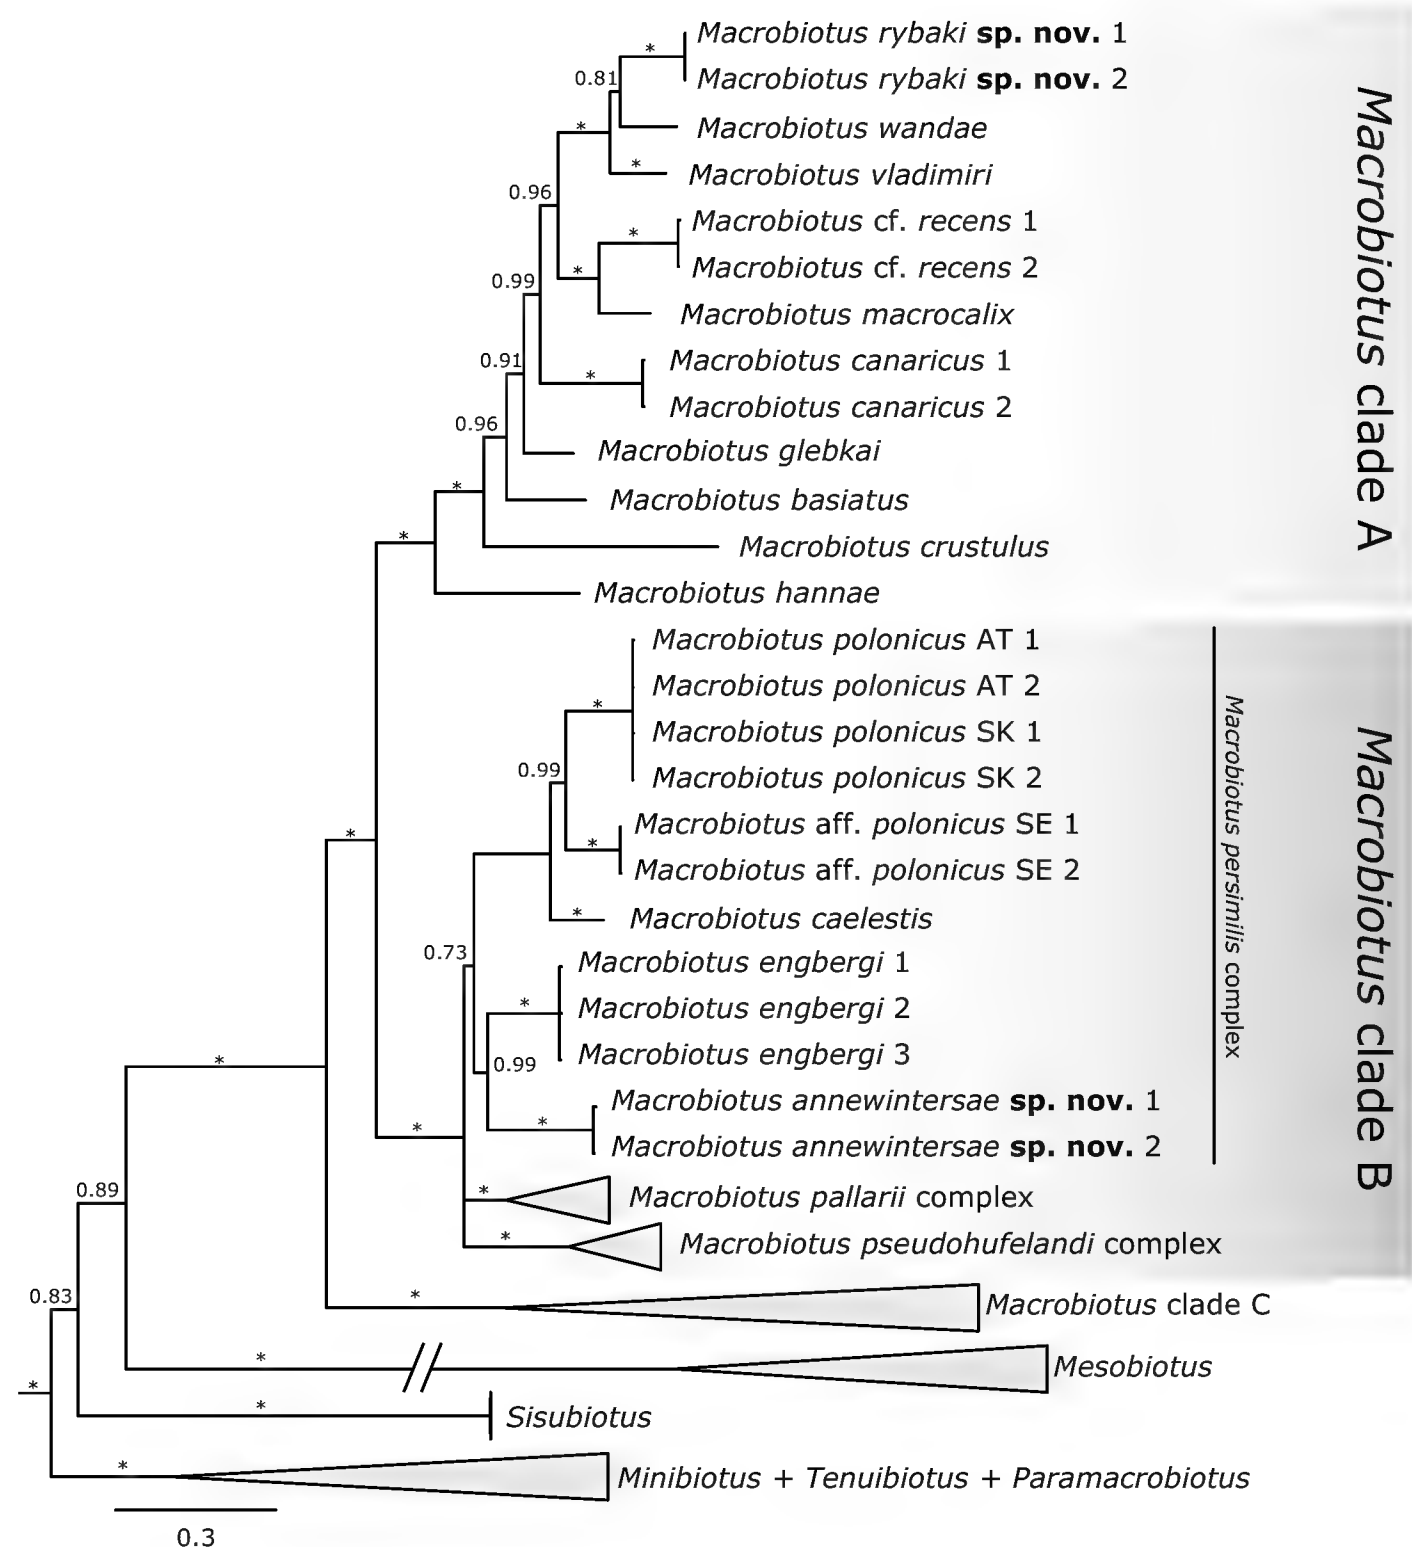 Macrobiotus rybaki sp. nov. 1
*
0.81
Macrobiotus rybaki sp. nov. 2
Macrobiotus wandae
*
*
Macrobiotus vladimiri
0.96
Macrobiotus cf. recens 1
*
Macrobiotus cf. recens 2
*
0.99
Macrobiotus macrocalix
0.91
Macrobiotus canaricus 1
*
Macrobiotus canaricus 2
0.96
Macrobiotus glebkai
*
Macrobiotus basiatus
*
Macrobiotus crustulus
Macrobiotus hannae
Macrobiotus clade A
Macrobiotus polonicus AT 1
Macrobiotus polonicus AT 2
*
Macrobiotus polonicus SK 1
0.99
Macrobiotus polonicus SK 2
Macrobiotus aff. polonicus SE 1
*
*
Macrobiotus aff. polonicus SE 2
*
Macrobiotus caelestis
0.73
Macrobiotus engbergi 1
*
Macrobiotus engbergi 2
Macrobiotus engbergi 3
0.99
*
Macrobiotus annewintersae sp. nov. 1
*
*
Macrobiotus annewintersae sp. nov. 2
Macrobiotus persimilis complex
Macrobiotus clade B
0.89
*
Macrobiotus pallarii complex
*
Macrobiotus pseudohufelandi complex
0.83
*
Macrobiotus clade C
*
Mesobiotus
*
*
Sisubiotus
*
Minibiotus + Tenuibiotus + Paramacrobiotus
0.3